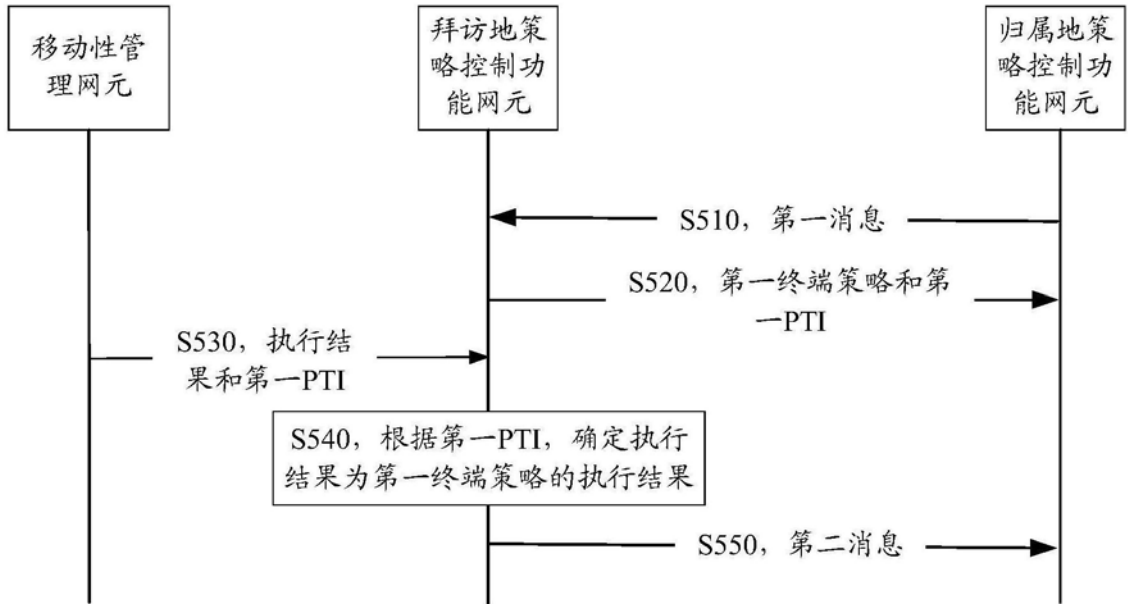 移动性管
理网元
拜访地策
略控制功
能网元
归属地策
略控制功
能网元
S510，第一消息
S520，第一终端策略和第
一PTI
S530，执行结
果和第一PTI
S540，根据第一PTI，确定执行
结果为第一终端策略的执行结果
S550，第二消息